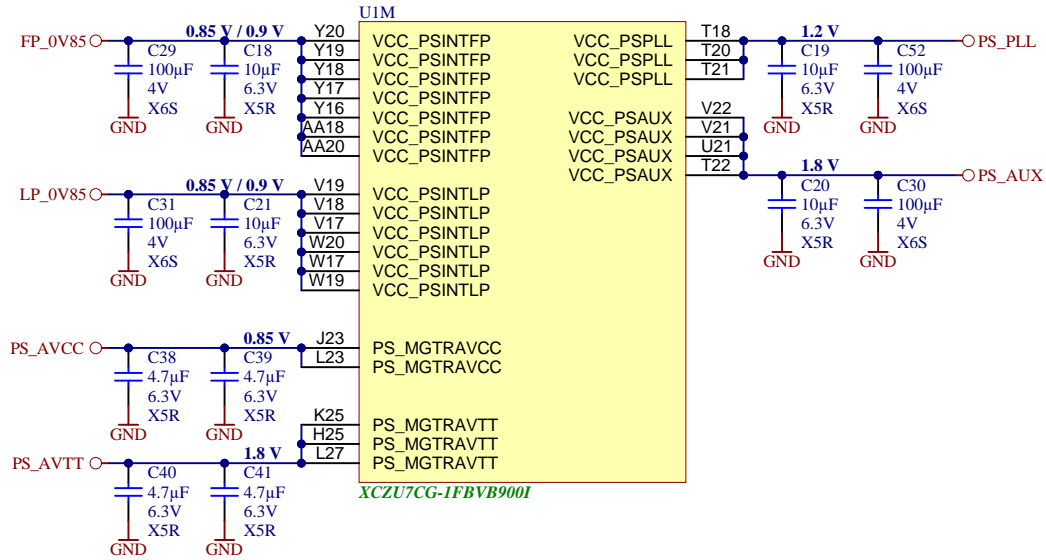 U1M
FP_0V85
0.85 V / 0.9 V
C29
100µF
4V
X6S
GND
C18
10µF
6.3V
X5R
GND
Y20
Y19
Y18
Y17
Y16
AA18
AA20
VCC_PSINTFP
VCC_PSINTFP
VCC_PSINTFP
VCC_PSINTFP
VCC_PSINTFP
VCC_PSINTFP
VCC_PSINTFP
LP_0V85
0.85 V / 0.9 V
C31
100µF
4V
X6S
GND
C21
10µF
6.3V
X5R
GND
V19
V18
V17
W20
W17
W19
VCC_PSINTLP
VCC_PSINTLP
VCC_PSINTLP
VCC_PSINTLP
VCC_PSINTLP
VCC_PSINTLP
PS_AVCC
0.85 V
C38
4.7µF
6.3V
X5R
GND
C39
4.7µF
6.3V
X5R
GND
J23
L23
PS_MGTRAVCC
PS_MGTRAVCC
PS_AVTT
1.8 V
C40
4.7µF
6.3V
X5R
GND
C41
4.7µF
6.3V
X5R
GND
K25
H25
L27
PS_MGTRAVTT
PS_MGTRAVTT
PS_MGTRAVTT
VCC_PSPLL
VCC_PSPLL
VCC_PSPLL
T18
T20
T21
1.2 V
PS_PLL
C19
10µF
6.3V
X5R
GND
C52
100µF
4V
X6S
GND
VCC_PSAUX
VCC_PSAUX
VCC_PSAUX
VCC_PSAUX
V22
V21
U21
T22
1.8 V
PS_AUX
C20
10µF
6.3V
X5R
GND
C30
100µF
4V
X6S
GND
XCZU7CG-1FBVB900I